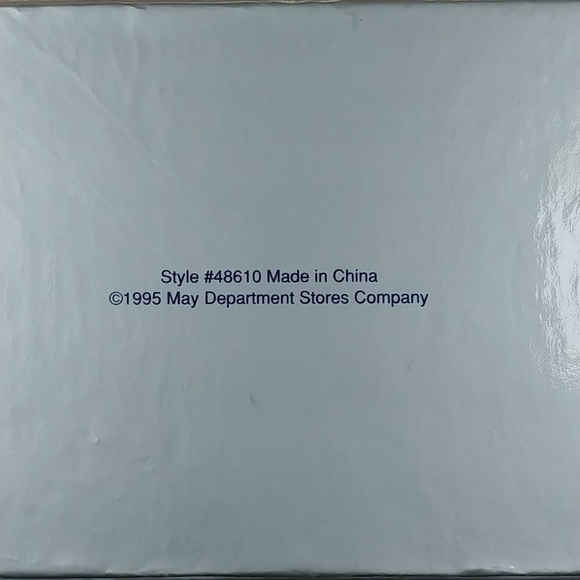 Style #48610 Made in China
©1995 May Department Stores Company